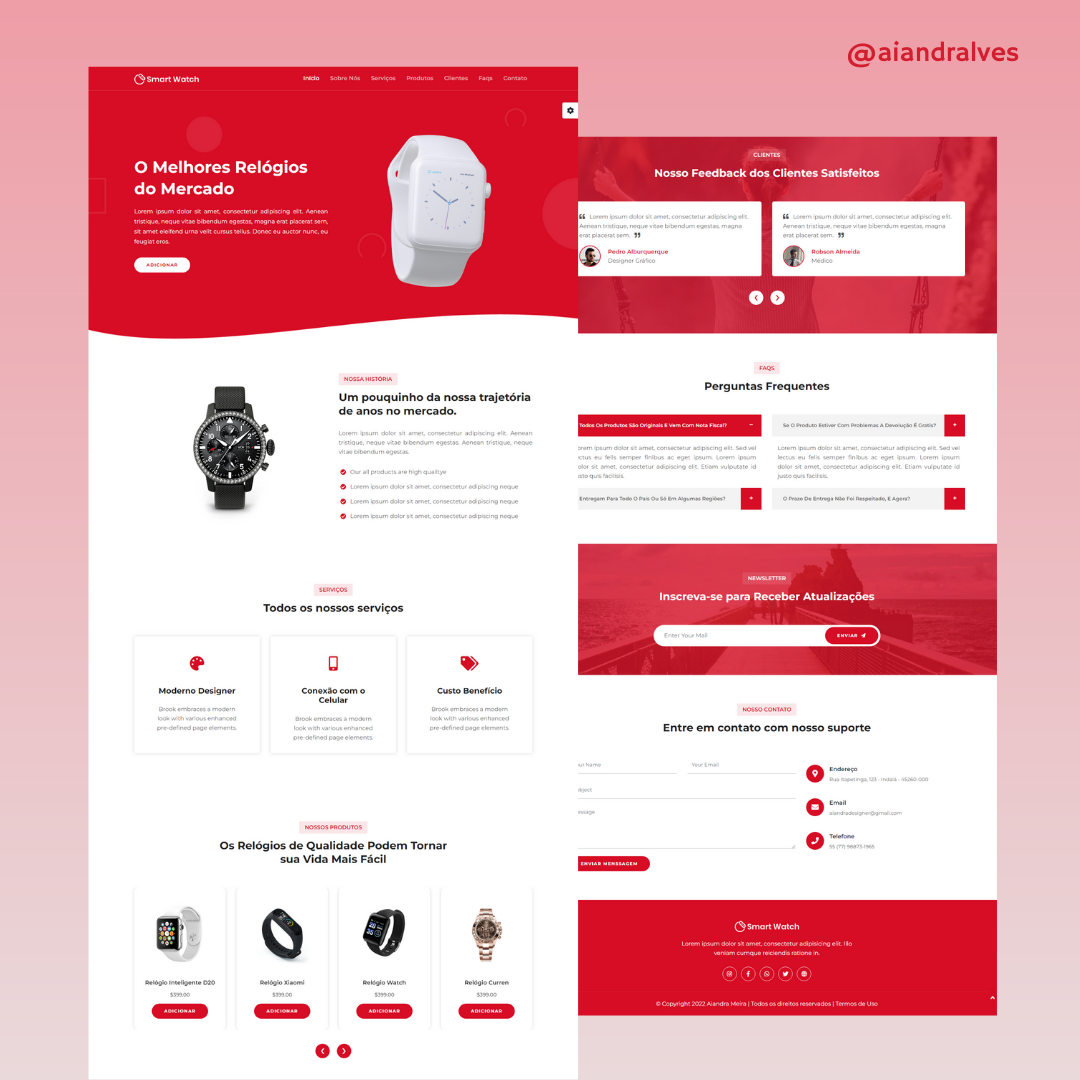 @aiandralves
Smart Watch
Início Sobre Nós Serviços Produtos Clientes Faqs Contato
O Melhores Relógios
do Mercado
Lorem ipsum dolor sit amet, consectetur adipiscing elit. Aenean
tristique, neque vitae bibendum egestas, magna erat placerat sem,
sit amet eleifend urna velit cursus tellus. Donec eu auctor nunc, eu
feugiat eros.
ADICIONAR
NOSSA HISTÓRIA
Um pouquinho da nossa trajetória
de anos no mercado.
Lorem ipsum dolor sit amet, consectetur adipiscing elit. Aenean
tristique, neque vitae bibendum egestas. Aenean tristique, neque
vitae bibendum egestas.
Our all products are high quailtye
Lorem ipsum dolor sit amet, consectetur adipiscing neque
Lorem ipsum dolor sit amet, consectetur adipiscing neque
Lorem ipsum dolor sit amet, consectetur adipiscing neque
SERVIÇOS
Todos os nossos serviços
Moderno Designer
Brook embraces a modern
look with various enhanced
pre-defined page elements.
Conexão com o
Celular
Brook embraces a modern
look with various enhanced
pre-defined page elements.
Custo Benefício
Brook embraces a modern
look with various enhanced
pre-defined page elements.
NOSSOS PRODUTOS
Os Relógios de Qualidade Podem Tornar
sua Vida Mais Fácil
Relógio Inteligente D20
$399.00
ADICIONAR
Relógio Xiaomi
$399.00
ADICIONAR
Relógio Watch
$399.00
ADICIONAR
Relógio Curren
$399.00
ADICIONAR
CLIENTES
Nosso Feedback dos Clientes Satisfeitos
Lorem ipsum dolor sit amet, consectetur adipiscing elit.
Aenean tristique, neque vitae bibendum egestas, magna
erat placerat sem.
Pedro Alburquerque
Designer Gráfico
Lorem ipsum dolor sit amet, consectetur adipiscing elit.
Aenean tristique, neque vitae bibendum egestas, magna
erat placerat sem.
Robson Almeida
Médico
FAQS
Perguntas Frequentes
Todos Os Produtos São Originais E Vem Com Nota Fiscal? −
orem ipsum dolor sit amet, consectetur adipiscing elit. Sed vel
ectus eu felis semper finibus ac eget ipsum. Lorem ipsum
olor sit amet, consectetur adipiscing elit. Etiam vulputate id
usto quis facilisis.
Entregam Para Todo O País Ou Só Em Algumas Regiões? +
Se O Produto Estiver Com Problemas A Devolução É Gratis? +
Lorem ipsum dolor sit amet, consectetur adipiscing elit. Sed vel
lectus eu felis semper finibus ac eget ipsum. Lorem ipsum
dolor sit amet, consectetur adipiscing elit. Etiam vulputate id
justo quis facilisis.
O Prazo De Entrega Não Foi Respeitado, E Agora? +
NEWSLETTER
Inscreva-se para Receber Atualizações
Enter Your Mail
ENVIAR
NOSSO CONTATO
Entre em contato com nosso suporte
ur Name
Your Email
bject
essage
ENVIAR MENSSAGEM
Endereço
Rua Itapetinga, 123 - Indaiá - 45260-000
Email
aiandradesigner@gmail.com
Telefone
55 (77) 98873-1965
Smart Watch
Lorem ipsum dolor sit amet, consectetur adipisicing elit. Illo
veniam cumque reiciendis ratione in.
© Copyright 2022 Aiandra Meira | Todos os direitos reservados | Termos de Uso